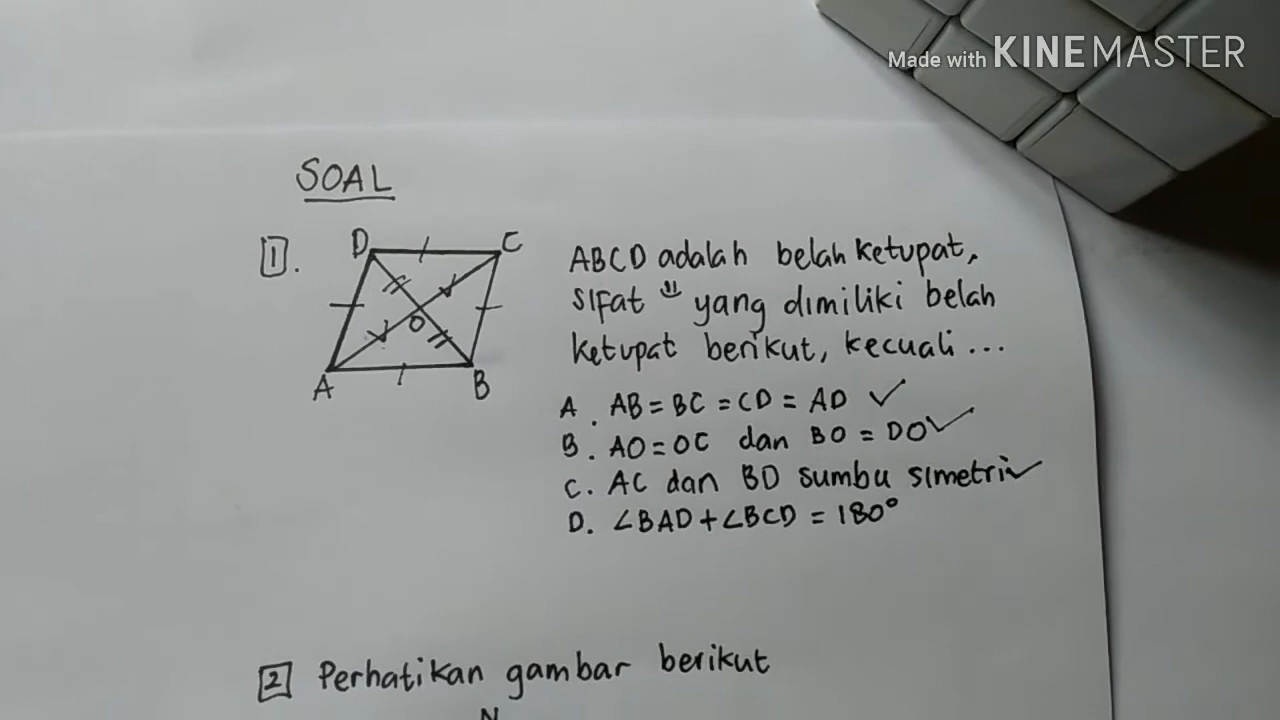 Made with KINEMASTER
SOAL
1. D C ABCD adalah belah ketupat,
sifat" yang dimiliki belah
O
ketupat berikut, kecuali ...
A B
A. AB = BC = CD = AD ✓
B. AO = OC dan BO = DO ✓
C. AC dan BD sumbu simetri ✓
D. ∠BAD + ∠BCD = 180°
2 Perhatikan gambar berikut
N